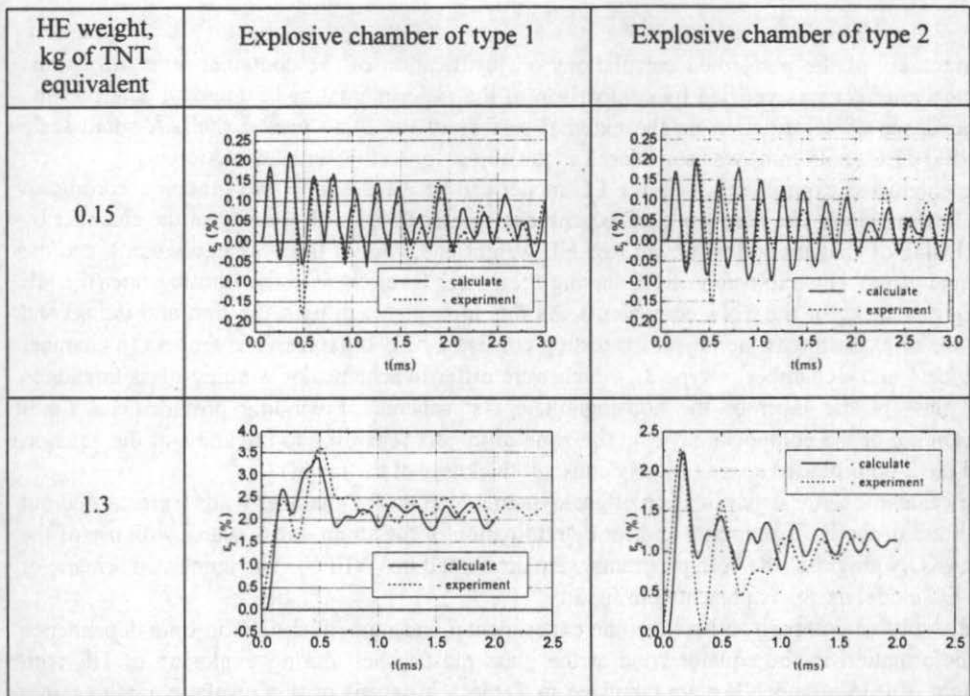 HE weight,
kg of TNT
equivalent
Explosive chamber of type 1
Explosive chamber of type 2
0.15
0.25
0.20
0.15
0.10
0.05
0.00
-0.05
-0.10
-0.15
-0.20
ε, (%)
calculate
experiment
0.0 0.5 1.0 1.5 2.0 2.5 3.0
t(ms)
0.25
0.20
0.15
0.10
0.05
0.00
-0.05
-0.10
-0.15
-0.20
ε, (%)
calculate
experiment
0.0 0.5 1.0 1.5 2.0 2.5 3.0
t(ms)
1.3
4.0
3.5
3.0
2.5
2.0
1.5
1.0
0.5
0.0
ε, (%)
calculate
experiment
0.0 0.5 1.0 1.5 2.0 2.5 3.0
t(ms)
2.5
2.0
1.5
1.0
0.5
0.0
ε, (%)
calculate
experiment
0.0 0.5 1.0 1.5 2.0 2.5 3.0
t(ms)